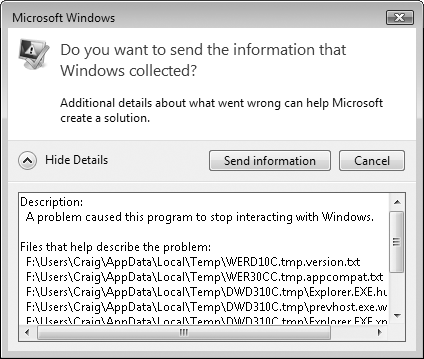 Microsoft Windows
Do you want to send the information that
Windows collected?
Additional details about what went wrong can help Microsoft
create a solution.
Hide Details
Send information
Cancel
Description:
A problem caused this program to stop interacting with Windows.
Files that help describe the problem:
F:\Users\Craig\AppData\Local\Temp\WERD10C.tmp.version.txt
F:\Users\Craig\AppData\Local\Temp\WER30CC.tmp.appcompat.txt
F:\Users\Craig\AppData\Local\Temp\DWD310C.tmp\Explorer.EXE.hu
F:\Users\Craig\AppData\Local\Temp\DWD310C.tmp\prevhost.exe.w
F:\Users\Craig\AppData\Local\Temp\DWD310C.tmp\Explorer.EXE.xp